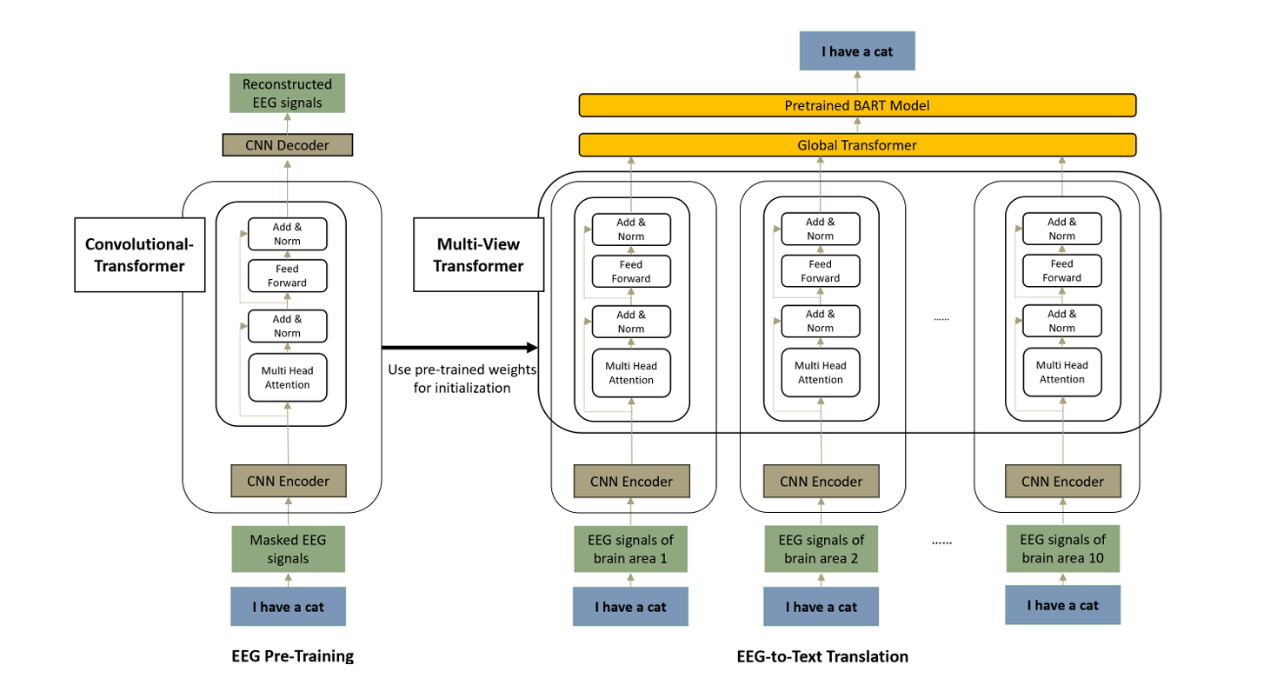 Reconstructed
EEG signals
CNN Decoder
Convolutional-
Transformer
Add &
Norm
Feed
Forward
Add &
Norm
Multi Head
Attention
CNN Encoder
Masked EEG
signals
I have a cat
EEG Pre-Training
Use pre-trained weights
for initialization
I have a cat
Pretrained BART Model
Global Transformer
Multi-View
Transformer
Add &
Norm
Feed
Forward
Add &
Norm
Multi Head
Attention
CNN Encoder
EEG signals of
brain area 1
I have a cat
Add &
Norm
Feed
Forward
Add &
Norm
Multi Head
Attention
CNN Encoder
EEG signals of
brain area 2
I have a cat
......
......
Add &
Norm
Feed
Forward
Add &
Norm
Multi Head
Attention
CNN Encoder
EEG signals of
brain area 10
I have a cat
EEG-to-Text Translation